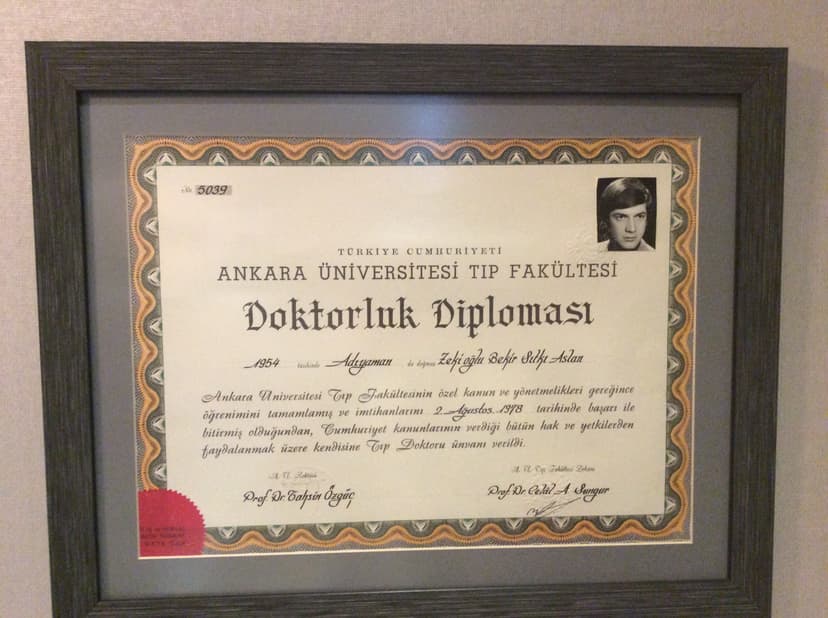 No 5039
TÜRKİYE CUMHURİYETİ
ANKARA ÜNİVERSİTESİ TIP FAKÜLTESİ
Doktorluk Diploması
1954 tarihinde Adıyaman da doğmuş Zeki oğlu Bekir Sıtkı Aslan
Ankara Üniversitesi Tıp Fakültesinin özel kanun ve yönetmelikleri gereğince
öğrenimini tamamlamış ve imtihanlarını 2 Ağustos 1978 tarihinde başarı ile
bitirmiş olduğundan, Cumhuriyet kanunlarının verdiği bütün hak ve yetkilerden
faydalanmak üzere kendisine Tıp Doktoru ünvanı verildi.
A. Ü. Rektörü
Prof. Dr. Tahsin Özgüç
A. Ü. Tıp Fakültesi Dekanı
Prof. Dr. Celâl A. Sungur